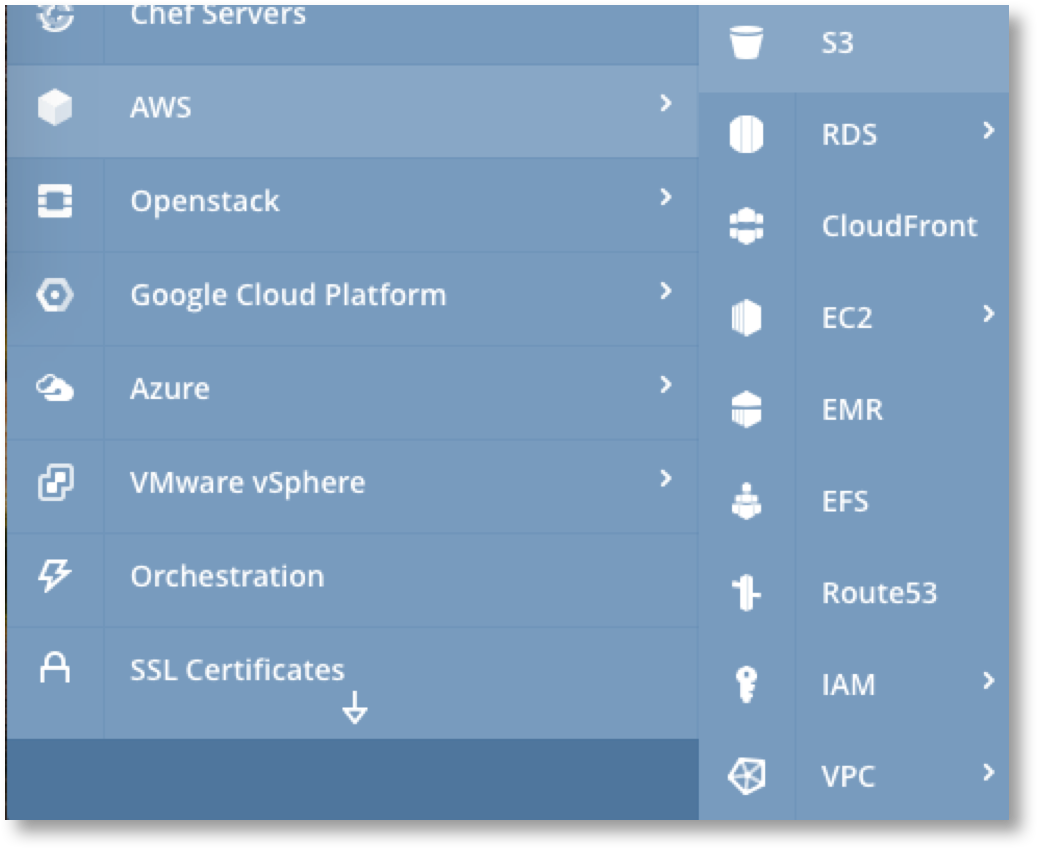 Chef Servers
AWS
Openstack
Google Cloud Platform
Azure
VMware vSphere
Orchestration
SSL Certificates
S3
RDS
CloudFront
EC2
EMR
EFS
Route53
IAM
VPC